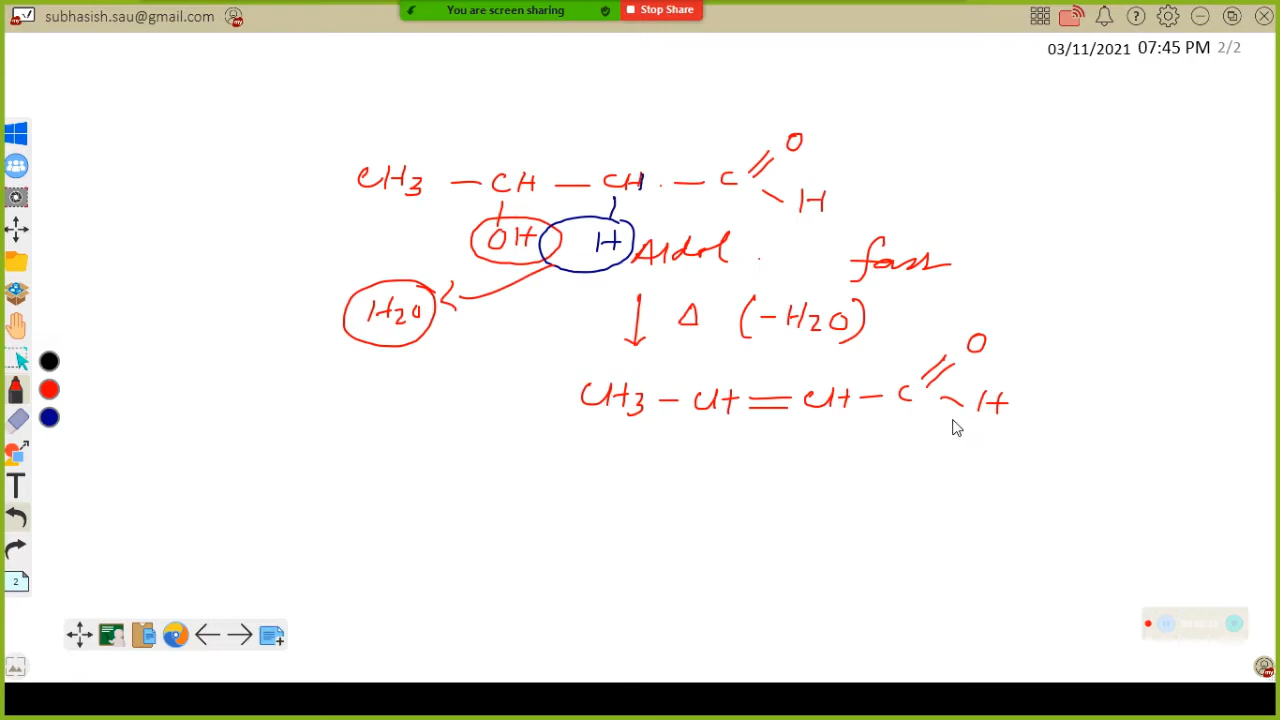 subhasish.sau@gmail.com
You are screen sharing
Stop Share
03/11/2021 07:45 PM 2/2
O
CH3 — CH — CH — C
H
OH H Aldol fast
H2O Δ (-H2O)
O
CH3 - CH = CH - C
H
T
2